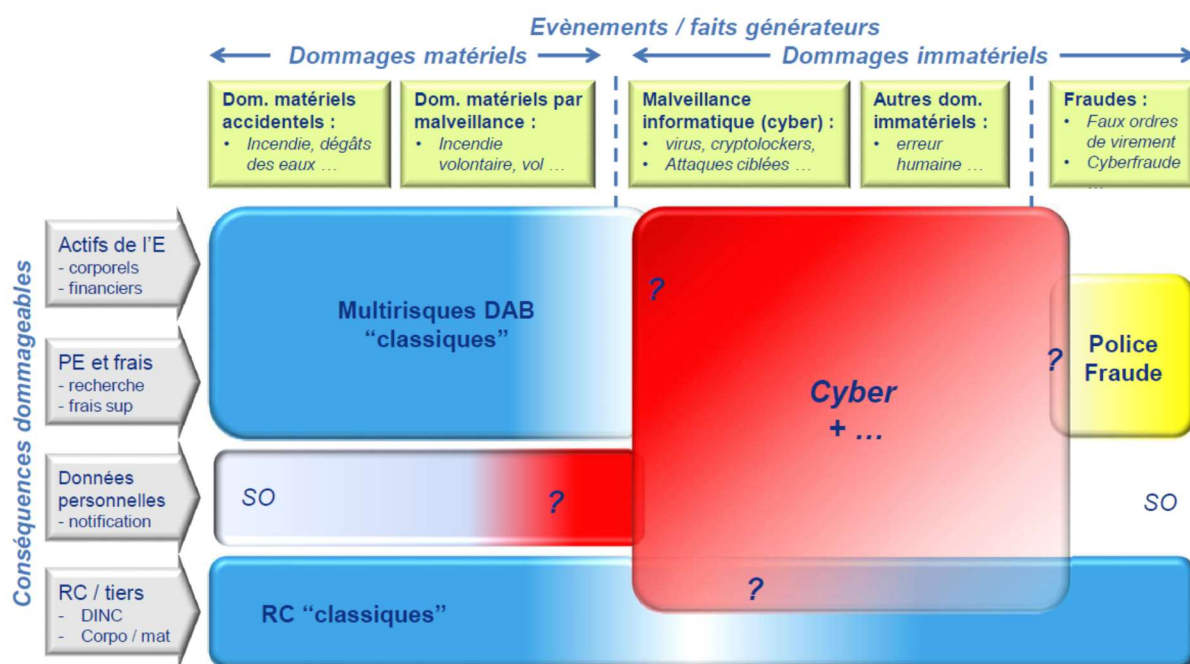 Evènements / faits générateurs
Dommages matériels
Dommages immatériels
Dom. matériels
accidentels :
• Incendie, dégâts
des eaux …
Dom. matériels par
malveillance :
• Incendie
volontaire, vol …
Malveillance
informatique (cyber) :
• virus, cryptolockers,
• Attaques ciblées …
Autres dom.
immatériels :
• erreur
humaine …
Fraudes :
• Faux ordres
de virement
• Cyberfraude
…
Conséquences dommageables
Actifs de l’E
- corporels
- financiers
PE et frais
- recherche
- frais sup
Données
personnelles
- notification
RC / tiers
- DINC
- Corpo / mat
Multirisques DAB
“classiques”
?
Cyber
+ …
?
Police
Fraude
SO
?
SO
RC “classiques”
?